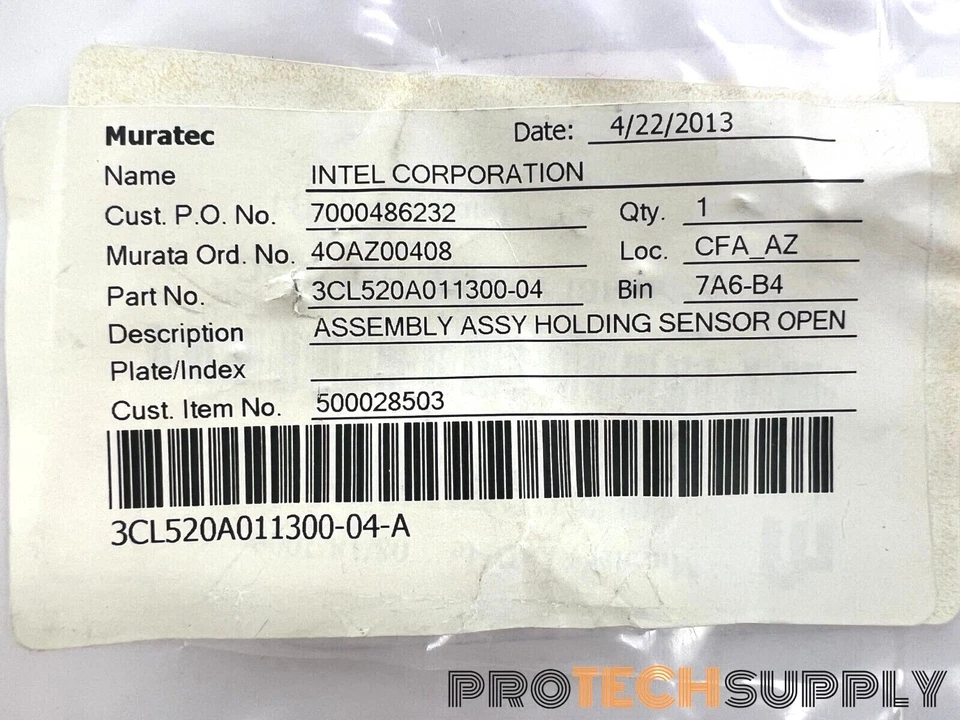 Muratec Date: 4/22/2013
Name INTEL CORPORATION
Cust. P.O. No. 7000486232 Qty. 1
Murata Ord. No. 4OAZ00408 Loc. CFA_AZ
Part No. 3CL520A011300-04 Bin 7A6-B4
Description ASSEMBLY ASSY HOLDING SENSOR OPEN
Plate/Index
Cust. Item No. 500028503
3CL520A011300-04-A
PROTECHSUPPLY